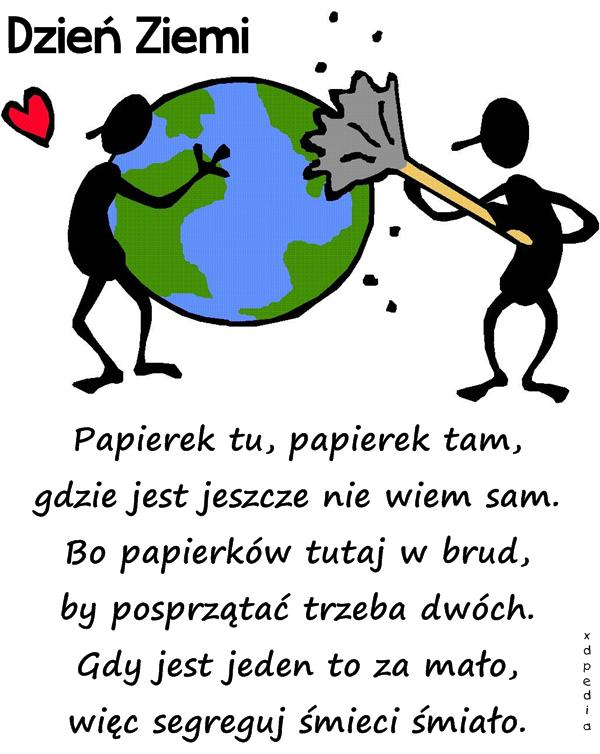 Dzień Ziemi
Papierek tu, papierek tam,
gdzie jest jeszcze nie wiem sam.
Bo papierków tutaj w brud,
by posprzątać trzeba dwóch.
Gdy jest jeden to za mało,
więc segreguj śmieci śmiało.
xdpedia